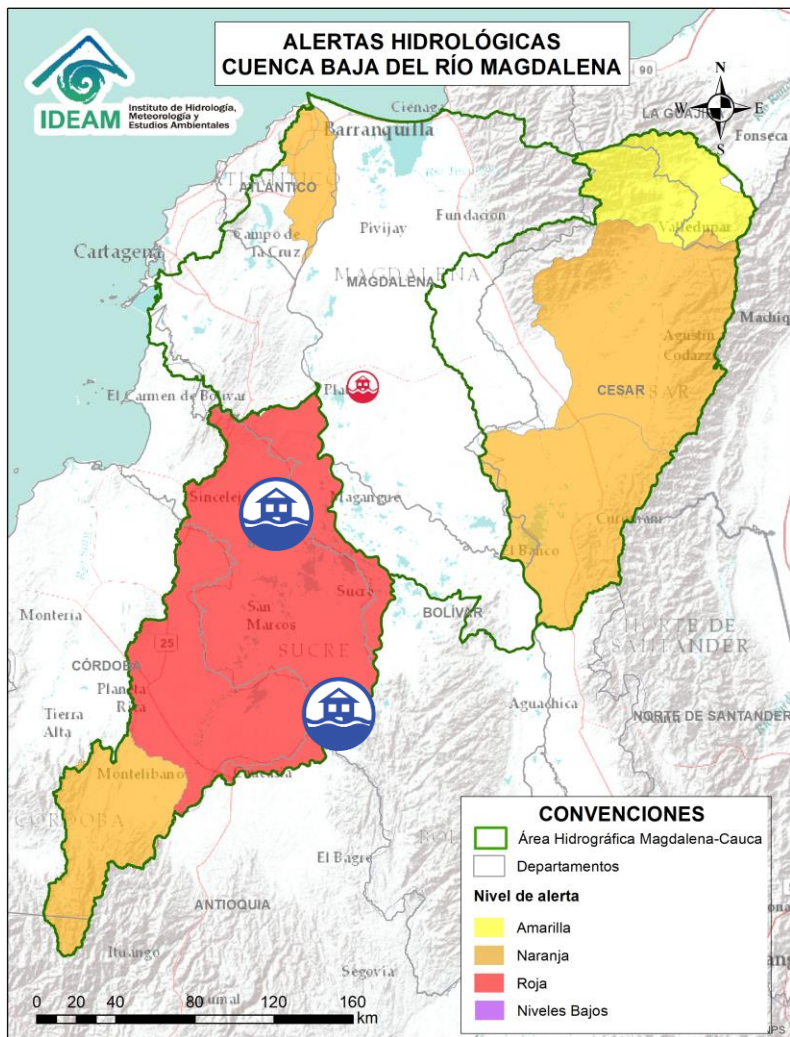 ALERTAS HIDROLÓGICAS
CUENCA BAJA DEL RÍO MAGDALENA
IDEAM
Instituto de Hidrología,
Meteorología y
Estudios Ambientales
N
W
E
S
90
LA GUAJIRA
Ciénaga
Fonseca
Barranquilla
ATLÁNTICO
Fundación
Pivijay
Valledupar
Cartagena
Campo de
La Cruz
MAGDALENA
MAGDALENA
Agustín
Codazzi
CESAR
El Carmen de Bolívar
Sincelejo
Magangué
Curumaní
El Banco
Sucre
San
Marcos
BOLÍVAR
Montería
SUCRE
NORTE DE
SANTANDER
25
CÓRDOBA
Planeta
Rica
Aguachica
Tierra
Alta
NORTE DE SANTANDER
Montelíbano
CÓRDOBA
El Bagre
ANTIOQUIA
Ituango
Segovia
CONVENCIONES
Área Hidrográfica Magdalena-Cauca
Departamentos
Nivel de alerta
Amarilla
Naranja
Roja
Niveles Bajos
0 20 40 80 120 160
km